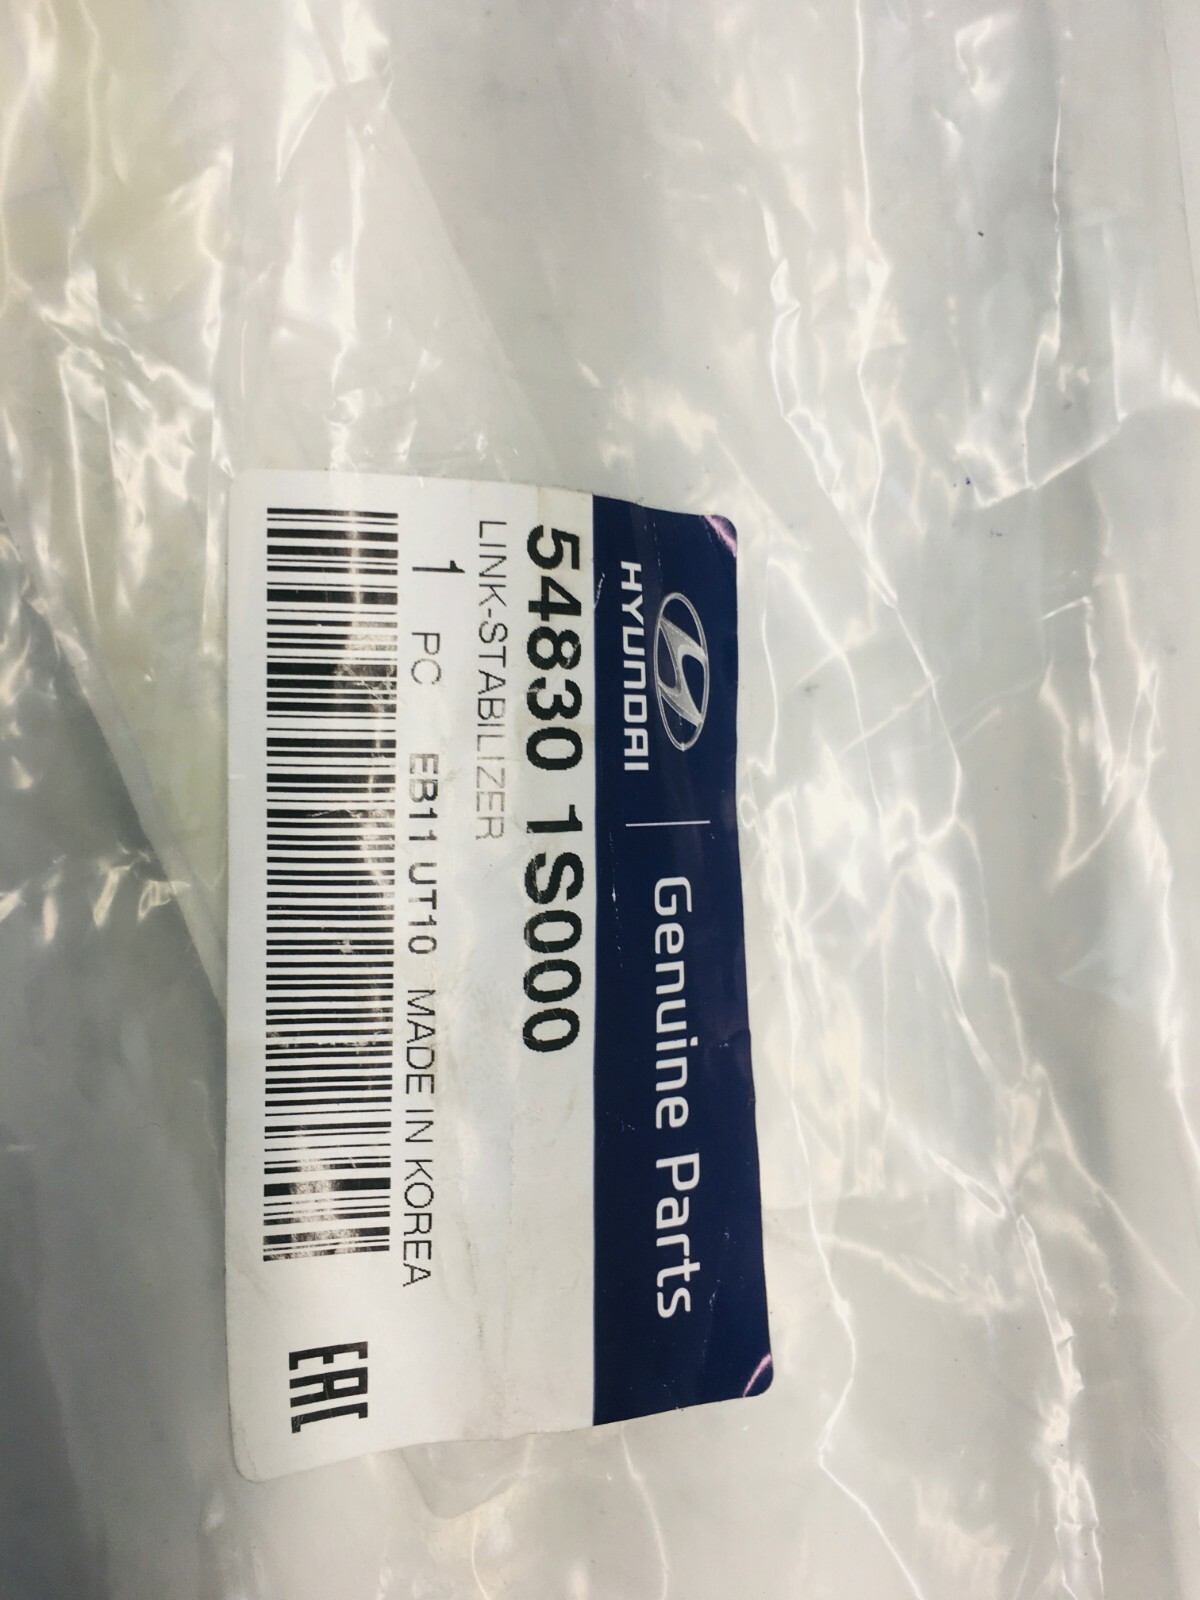 HYUNDAI Genuine Parts
54830 1S000
LINK-STABILIZER
1 PC EB11 UT10 MADE IN KOREA
EAC